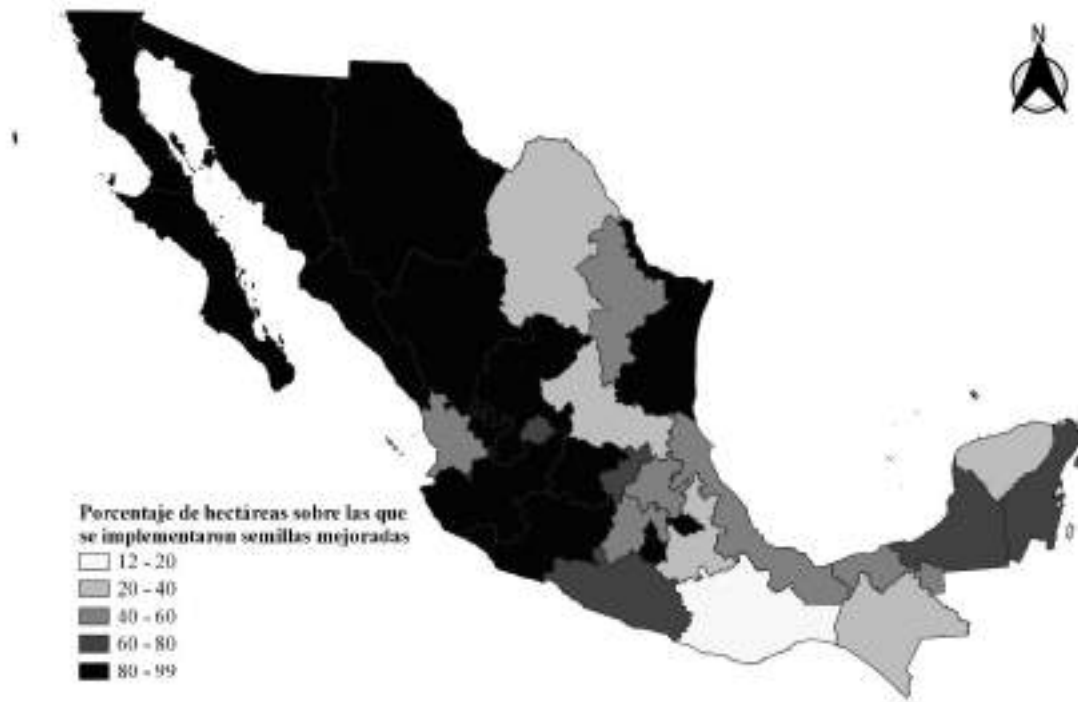 N
Porcentaje de hectáreas sobre las que
se implementaron semillas mejoradas
12 - 20
20 - 40
40 - 60
60 - 80
80 - 99